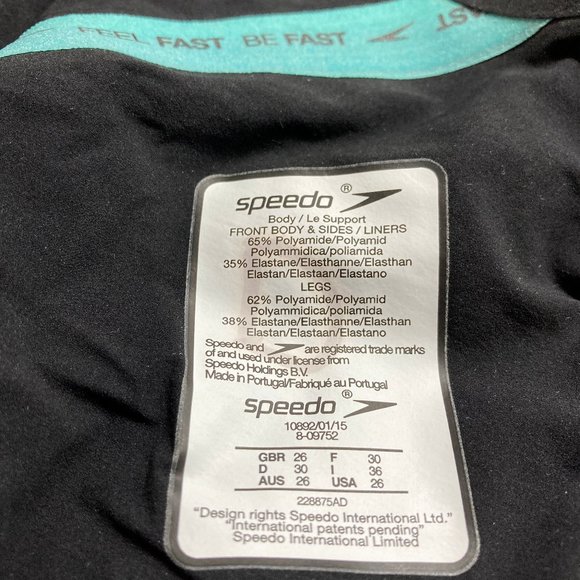 FEEL FAST BE FAST
FAST
speedo®
Body / Le Support
FRONT BODY & SIDES / LINERS
65% Polyamide/Polyamid
Polyammidica/poliamida
35% Elastane/Elasthanne/Elasthan
Elastan/Elastaan/Elastano
LEGS
62% Polyamide/Polyamid
Polyammidica/poliamida
38% Elastane/Elasthanne/Elasthan
Elastan/Elastaan/Elastano
Speedo and ® are registered trade marks
of and used under license from
Speedo Holdings B.V.
Made in Portugal/Fabriqué au Portugal
speedo®
10892/01/15
8-09752
GBR 26 F 30
D 30 I 36
AUS 26 USA 26
228875AD
"Design rights Speedo International Ltd."
"International patents pending"
Speedo International Limited